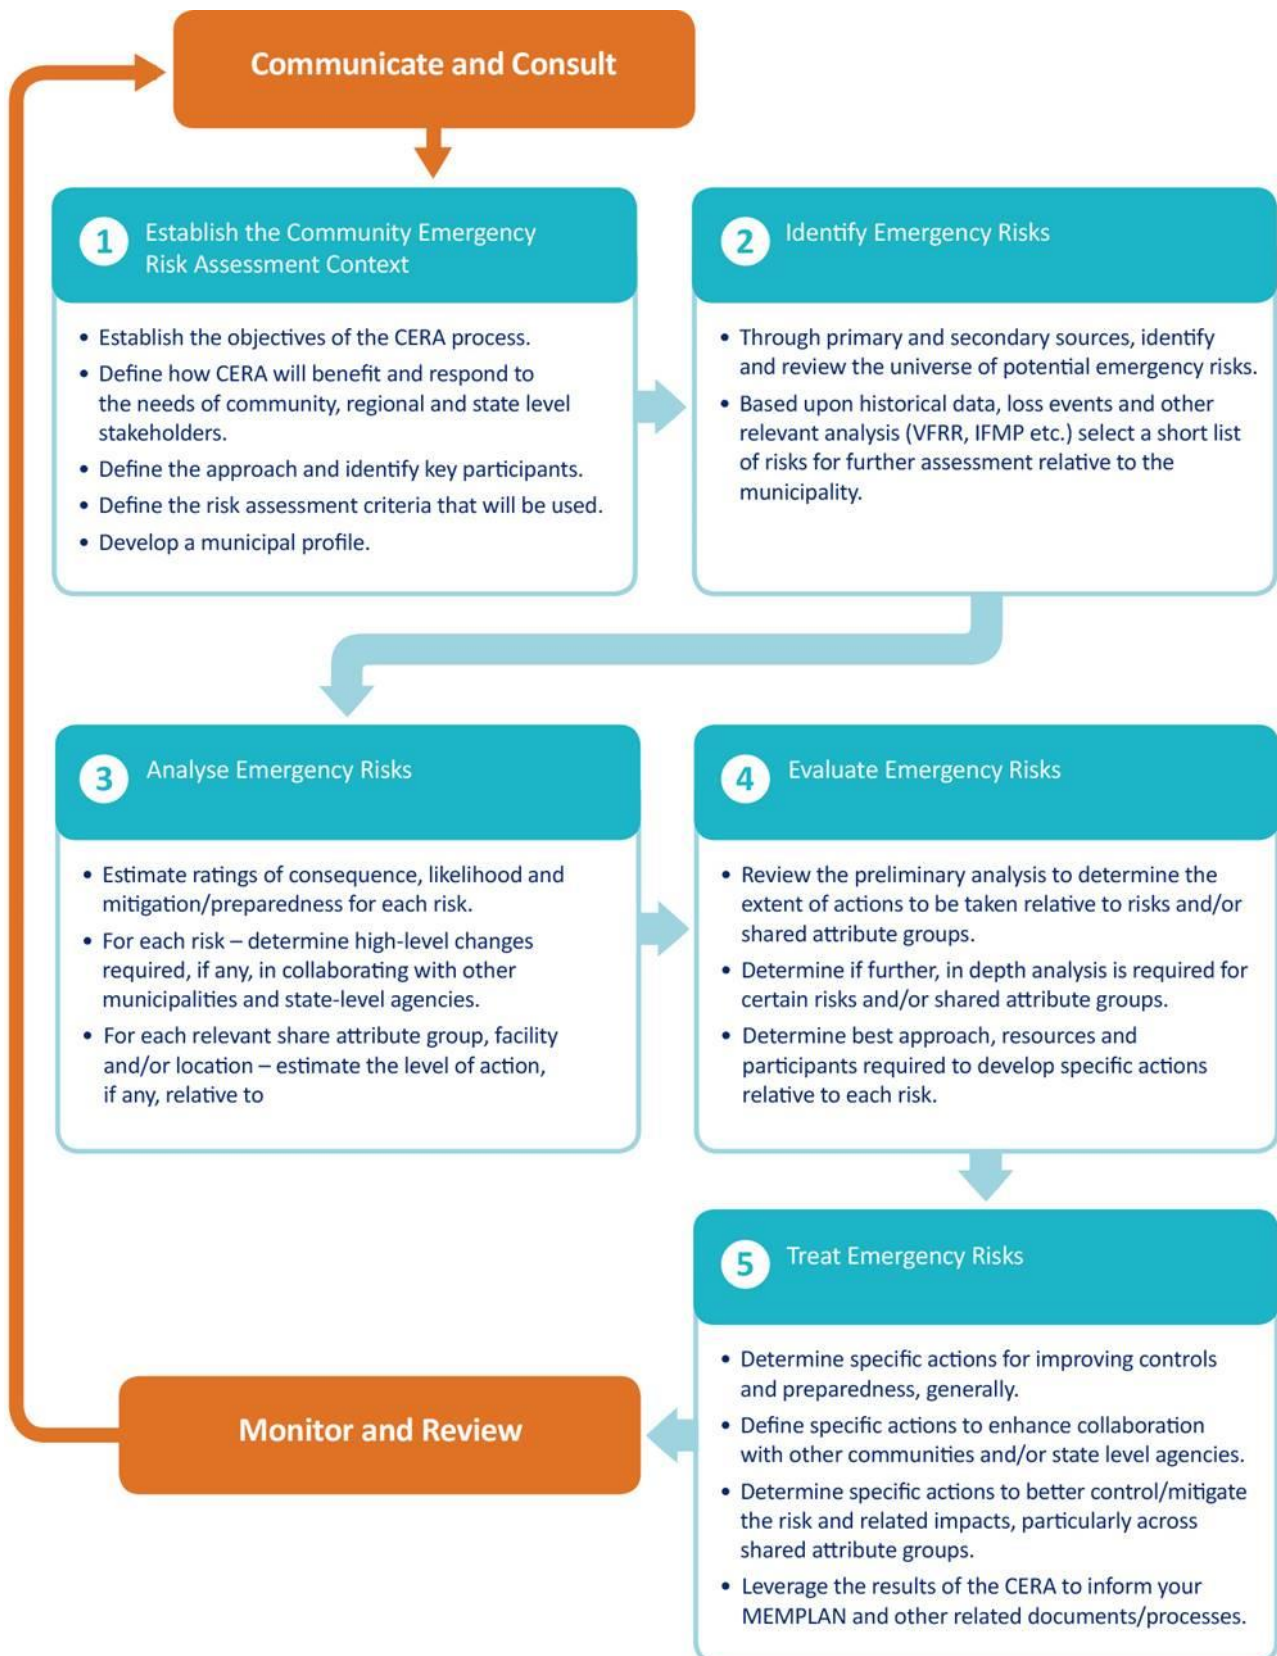 Communicate and Consult
1
Establish the Community Emergency
Risk Assessment Context
• Establish the objectives of the CERA process.
• Define how CERA will benefit and respond to
the needs of community, regional and state level
stakeholders.
• Define the approach and identify key participants.
• Define the risk assessment criteria that will be used.
• Develop a municipal profile.
2
Identify Emergency Risks
• Through primary and secondary sources, identify
and review the universe of potential emergency risks.
• Based upon historical data, loss events and other
relevant analysis (VFRR, IFMP etc.) select a short list
of risks for further assessment relative to the
municipality.
3
Analyse Emergency Risks
• Estimate ratings of consequence, likelihood and
mitigation/preparedness for each risk.
• For each risk – determine high-level changes
required, if any, in collaborating with other
municipalities and state-level agencies.
• For each relevant share attribute group, facility
and/or location – estimate the level of action,
if any, relative to
4
Evaluate Emergency Risks
• Review the preliminary analysis to determine the
extent of actions to be taken relative to risks and/or
shared attribute groups.
• Determine if further, in depth analysis is required for
certain risks and/or shared attribute groups.
• Determine best approach, resources and
participants required to develop specific actions
relative to each risk.
5
Treat Emergency Risks
• Determine specific actions for improving controls
and preparedness, generally.
• Define specific actions to enhance collaboration
with other communities and/or state level agencies.
• Determine specific actions to better control/mitigate
the risk and related impacts, particularly across
shared attribute groups.
• Leverage the results of the CERA to inform your
MEMPLAN and other related documents/processes.
Monitor and Review